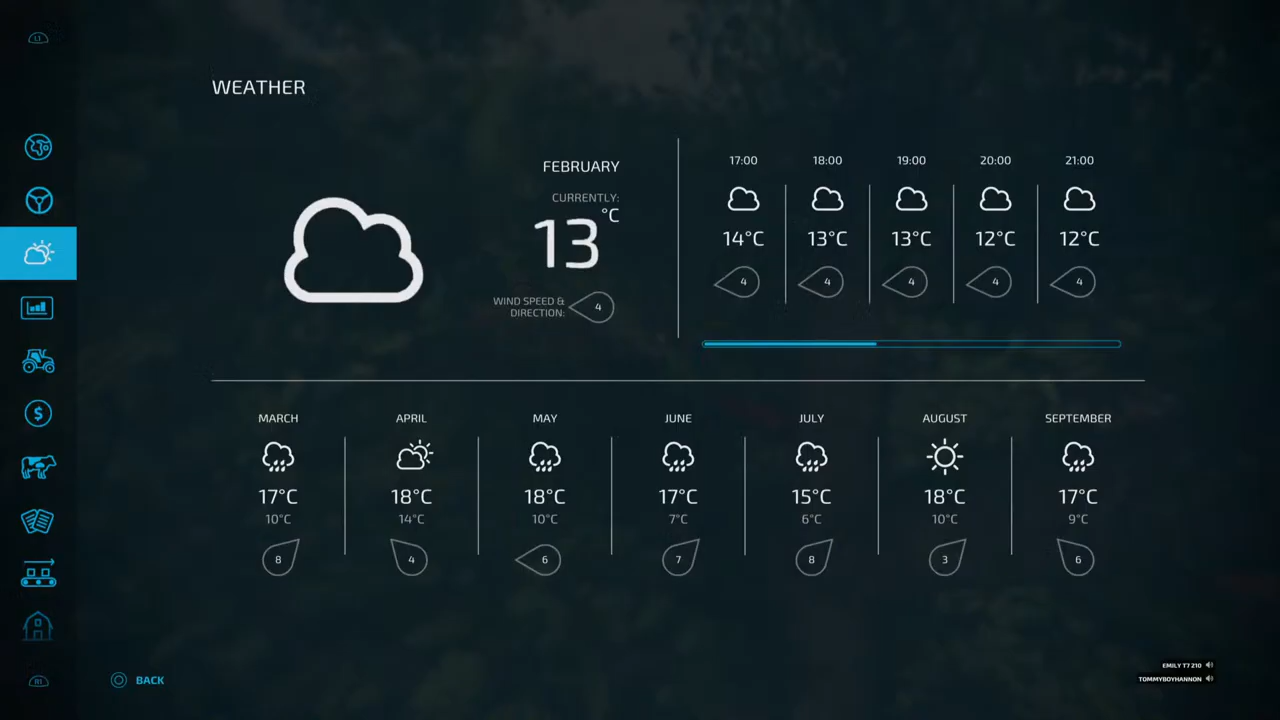 L1
WEATHER
FEBRUARY
CURRENTLY:
13 °C
WIND SPEED &
DIRECTION:
4
17:00 18:00 19:00 20:00 21:00
14°C 13°C 13°C 12°C 12°C
4 4 4 4 4
MARCH APRIL MAY JUNE JULY AUGUST SEPTEMBER
17°C 18°C 18°C 17°C 15°C 18°C 17°C
10°C 14°C 10°C 7°C 6°C 10°C 9°C
8 4 6 7 8 3 6
EMILY T7 210
TOMMYBOYHANNON
R1
BACK